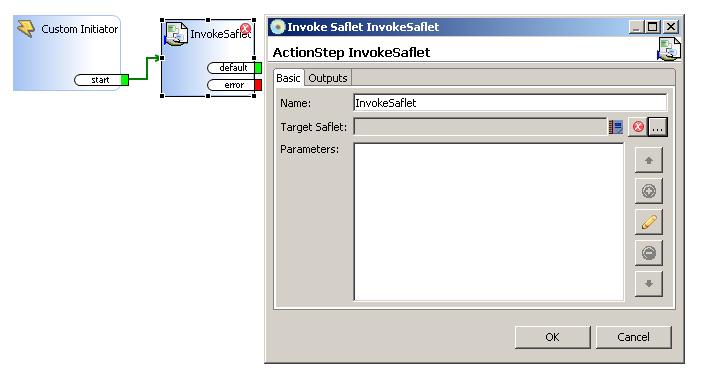 Custom Initiator
start
InvokeSaflet
default
error
Invoke Saflet InvokeSaflet
ActionStep InvokeSaflet
Basic Outputs
Name: InvokeSaflet
Target Saflet: ...
Parameters:
OK Cancel